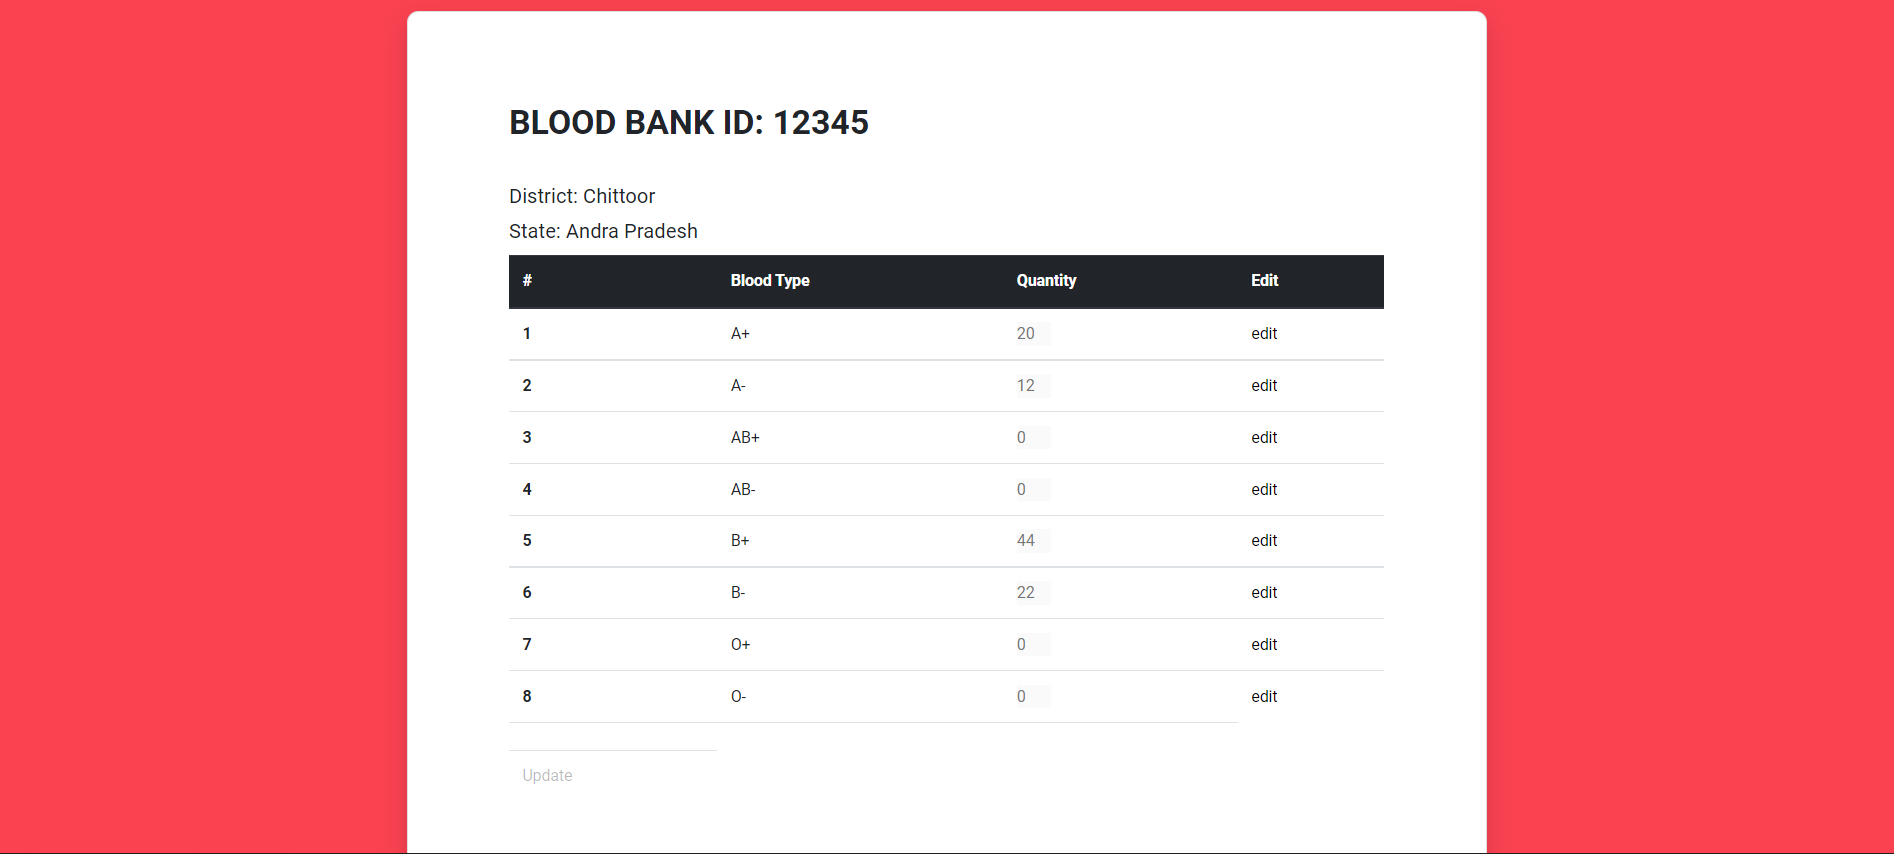 BLOOD BANK ID: 12345
District: Chittoor
State: Andra Pradesh
# Blood Type Quantity Edit
1 A+ 20 edit
2 A- 12 edit
3 AB+ 0 edit
4 AB- 0 edit
5 B+ 44 edit
6 B- 22 edit
7 O+ 0 edit
8 O- 0 edit
Update